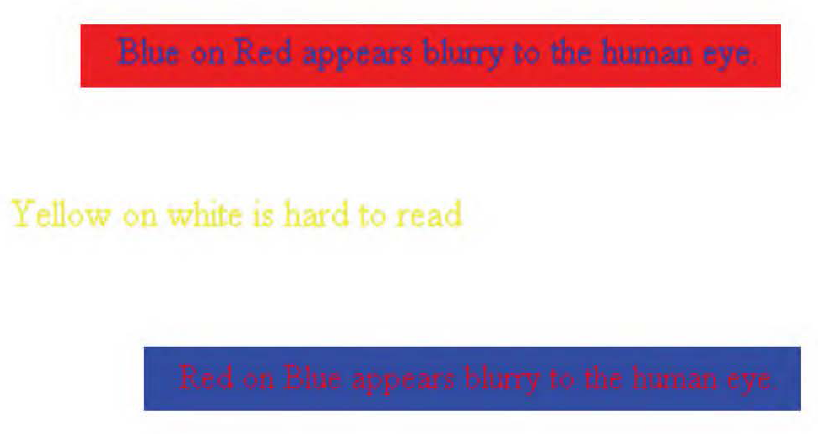 Blue on Red appears blurry to the human eye.
Yellow on white is hard to read
Red on Blue appears blurry to the human eye.